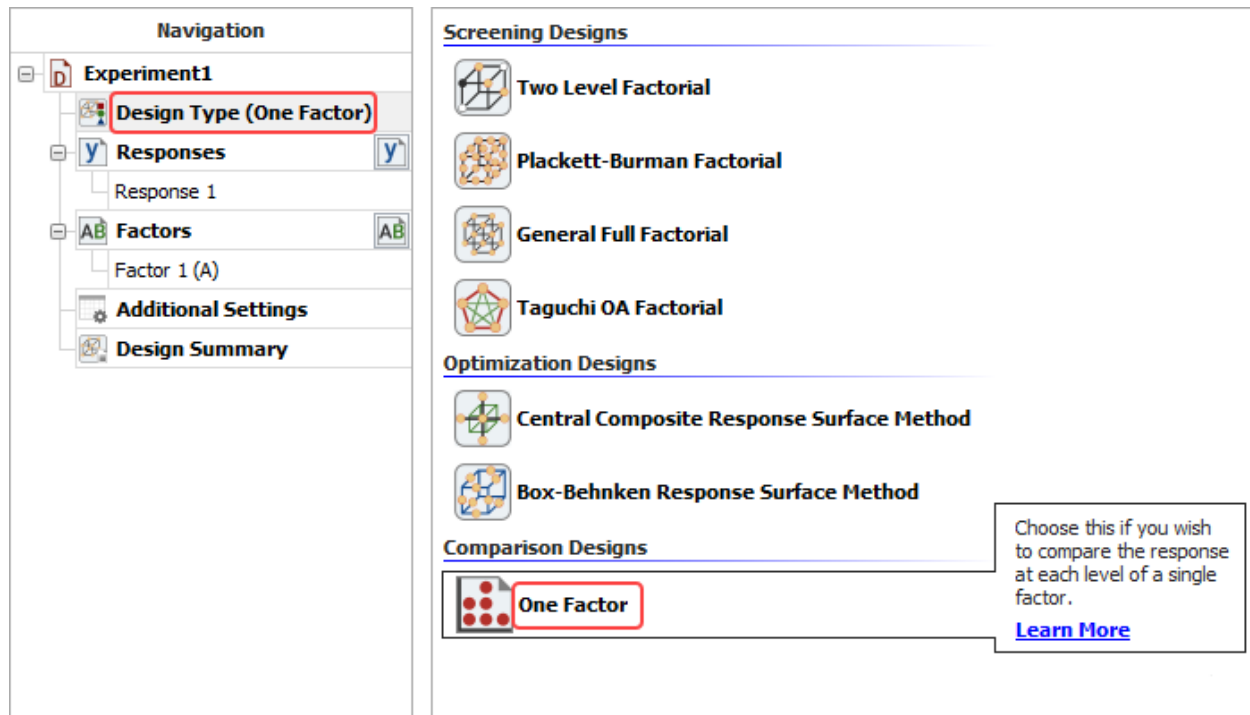 Navigation
Experiment1
Design Type (One Factor)
Responses
Response 1
Factors
Factor 1 (A)
Additional Settings
Design Summary
Screening Designs
Two Level Factorial
Plackett-Burman Factorial
General Full Factorial
Taguchi OA Factorial
Optimization Designs
Central Composite Response Surface Method
Box-Behnken Response Surface Method
Comparison Designs
One Factor
Choose this if you wish
to compare the response
at each level of a single
factor.
Learn More